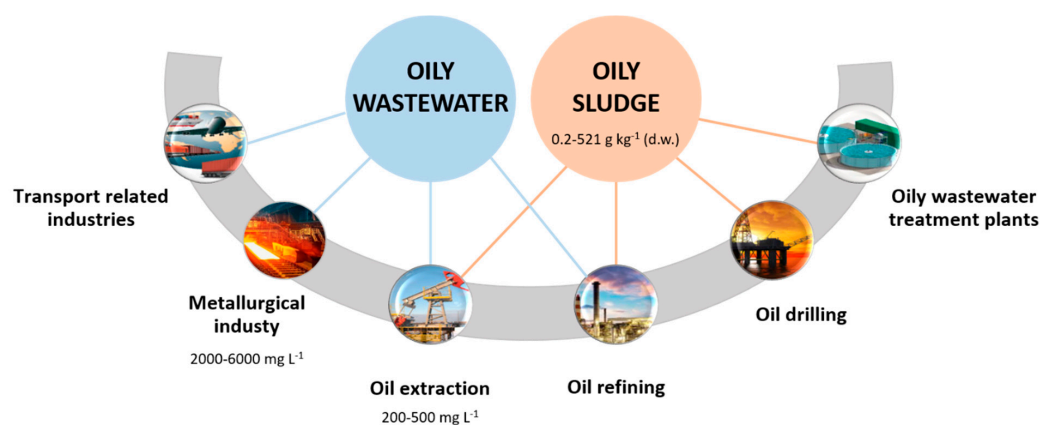 OILY
WASTEWATER
OILY
SLUDGE
0.2-521 g kg⁻¹ (d.w.)
Transport related
industries
Metallurgical
industy
2000-6000 mg L⁻¹
Oil extraction
200-500 mg L⁻¹
Oil refining
Oil drilling
Oily wastewater
treatment plants